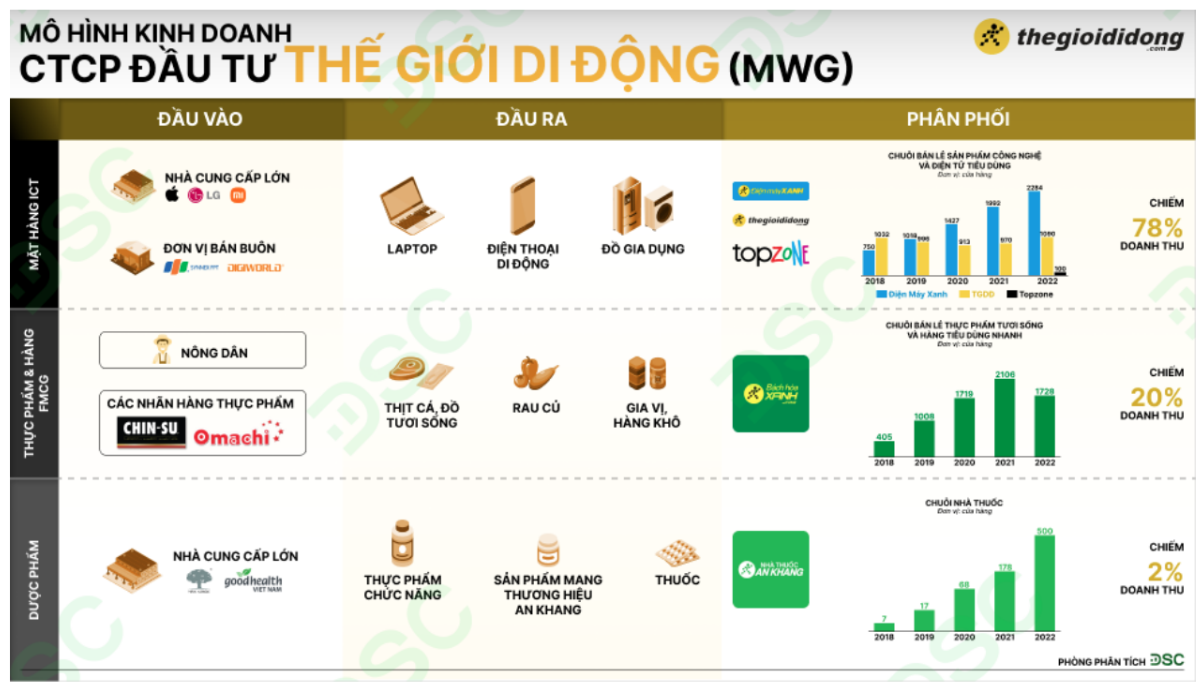 MÔ HÌNH KINH DOANH
CTCP ĐẦU TƯ THẾ GIỚI DI ĐỘNG (MWG)
thegioididong
.com
ĐẦU VÀO
ĐẦU RA
PHÂN PHỐI
MẶT HÀNG ICT
NHÀ CUNG CẤP LỚN
LG
mi
ĐƠN VỊ BÁN BUÔN
FPT SYNNEX FPT DIGIWORLD
LAPTOP
ĐIỆN THOẠI
DI ĐỘNG
ĐỒ GIA DỤNG
Điện máy XANH
thegioididong
topzone
CHUỖI BÁN LẺ SẢN PHẨM CÔNG NGHỆ
VÀ ĐIỆN TỬ TIÊU DÙNG
Đơn vị: cửa hàng
750 1032 1018 996 1427 913 1992 970 2284 1096 100
2018 2019 2020 2021 2022
Điện Máy Xanh TGDĐ Topzone
CHIẾM
78%
DOANH THU
THỰC PHẨM & HÀNG
FMCG
NÔNG DÂN
CÁC NHÃN HÀNG THỰC PHẨM
CHIN-SU Omachi
THỊT CÁ, ĐỒ
TƯƠI SỐNG
RAU CỦ
GIA VỊ,
HÀNG KHÔ
Bách hóa
XANH
CHUỖI BÁN LẺ THỰC PHẨM TƯƠI SỐNG
VÀ HÀNG TIÊU DÙNG NHANH
Đơn vị: cửa hàng
405 1008 1719 2106 1728
2018 2019 2020 2021 2022
CHIẾM
20%
DOANH THU
DƯỢC PHẨM
NHÀ CUNG CẤP LỚN
goodhealth
VIỆT NAM
THỰC PHẨM
CHỨC NĂNG
SẢN PHẨM MANG
THƯƠNG HIỆU
AN KHANG
THUỐC
NHÀ THUỐC
AN KHANG
CHUỖI NHÀ THUỐC
Đơn vị: cửa hàng
7 17 68 178 500
2018 2019 2020 2021 2022
CHIẾM
2%
DOANH THU
PHÒNG PHÂN TÍCH DSC